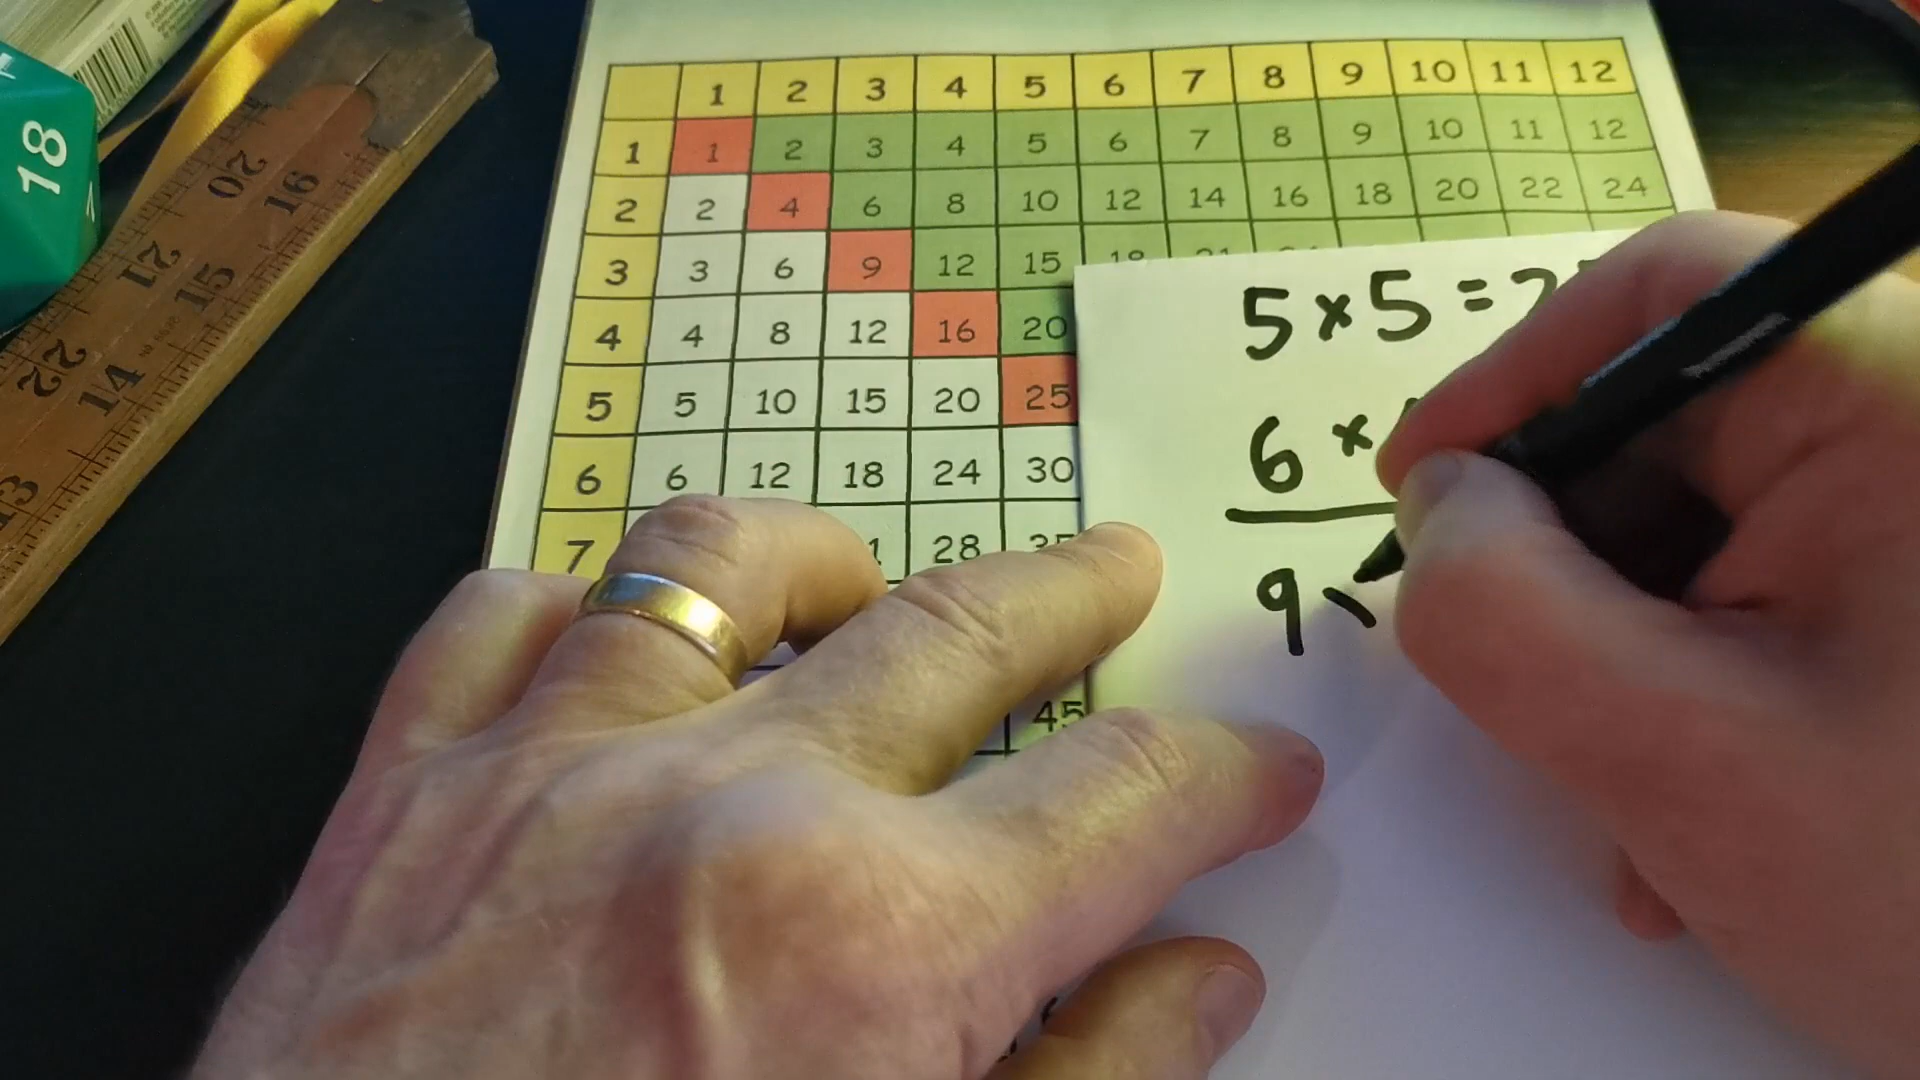 1 2 3 4 5 6 7 8 9 10 11 12
1 1 2 3 4 5 6 7 8 9 10 11 12
2 2 4 6 8 10 12 14 16 18 20 22 24
3 3 6 9 12 15
4 4 8 12 16 20
5 5 10 15 20 25
6 6 12 18 24 30
7 28
45
5 × 5 =
6 ×
9
18
20 16
21 15
22 14